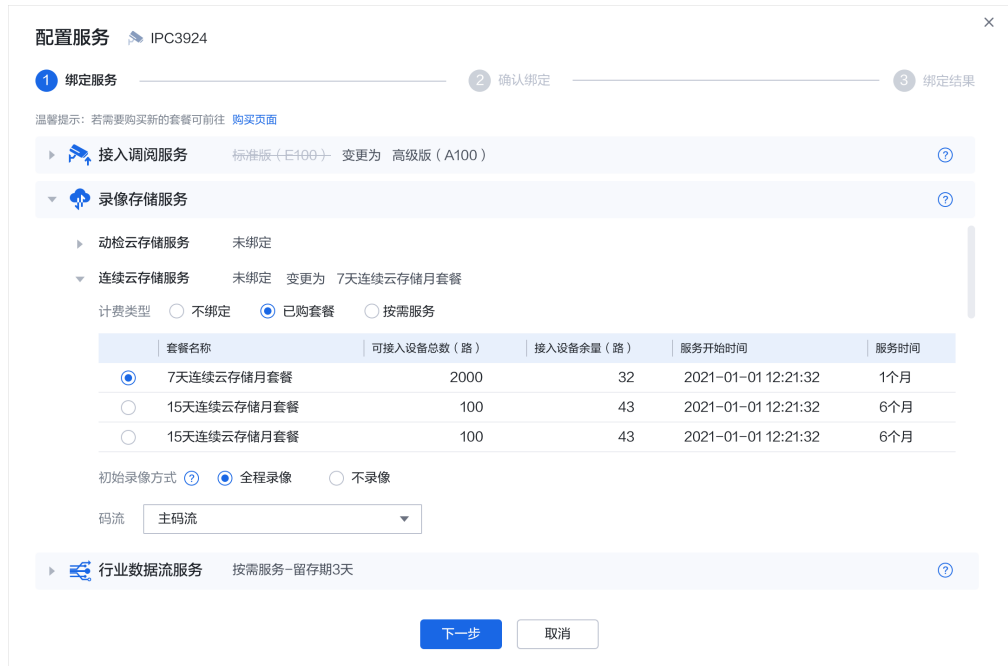 配置服务 IPC3924
1 绑定服务 2 确认绑定 3 绑定结果
温馨提示：若需要购买新的套餐可前往 购买页面
接入调阅服务 标准版（E100） 变更为 高级版（A100） ?
录像存储服务 ?
动检云存储服务 未绑定
连续云存储服务 未绑定 变更为 7天连续云存储月套餐
计费类型 不绑定 已购套餐 按需服务
套餐名称 可接入设备总数（路） 接入设备余量（路） 服务开始时间 服务时间
7天连续云存储月套餐 2000 32 2021-01-01 12:21:32 1个月
15天连续云存储月套餐 100 43 2021-01-01 12:21:32 6个月
15天连续云存储月套餐 100 43 2021-01-01 12:21:32 6个月
初始录像方式 ? 全程录像 不录像
码流 主码流
行业数据流服务 按需服务-留存期3天 ?
下一步 取消